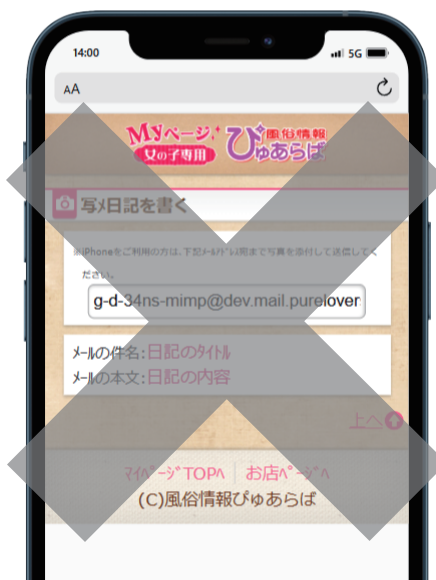 14:00 5G
AA
Myページ 風俗情報
女の子専用 ぴゅあらば
写メ日記を書く
※iPhoneをご利用の方は、下記ﾒｰﾙｱﾄﾞﾚｽ宛まで写真を添付して送信してく
ださい。
g-d-34ns-mimp@dev.mail.purelover
ﾒｰﾙの件名:日記のﾀｲﾄﾙ
ﾒｰﾙの本文:日記の内容
上へ
ﾏｲﾍﾟｰｼﾞTOPへ お店ﾍﾟｰｼﾞへ
(C)風俗情報ぴゅあらば